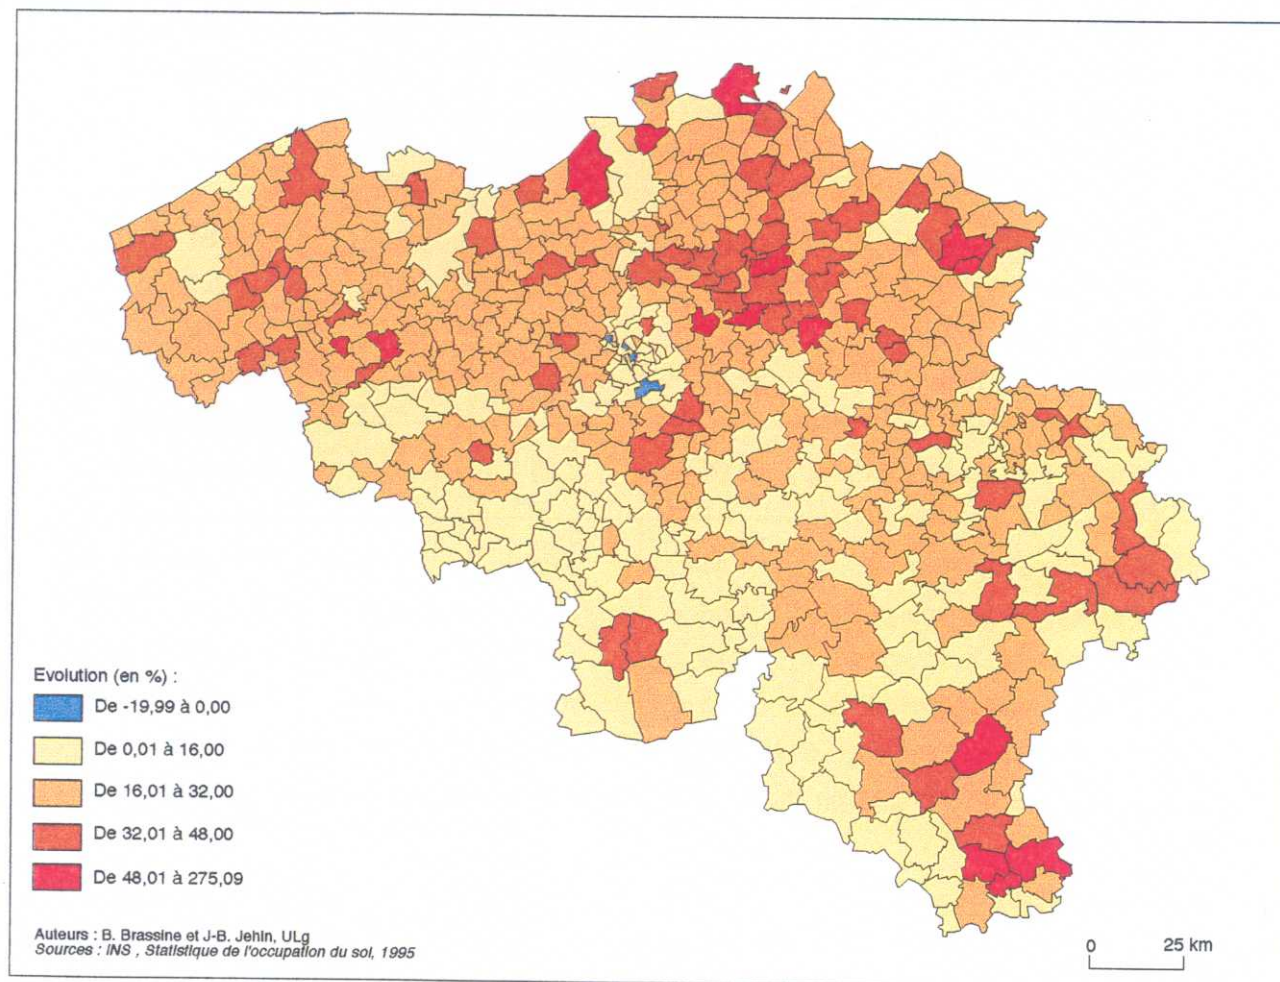 Evolution (en %) :
De -19,99 à 0,00
De 0,01 à 16,00
De 16,01 à 32,00
De 32,01 à 48,00
De 48,01 à 275,09
Auteurs : B. Brassine et J-B. Jehin, ULg
Sources : INS , Statistique de l'occupation du sol, 1995
0 25 km